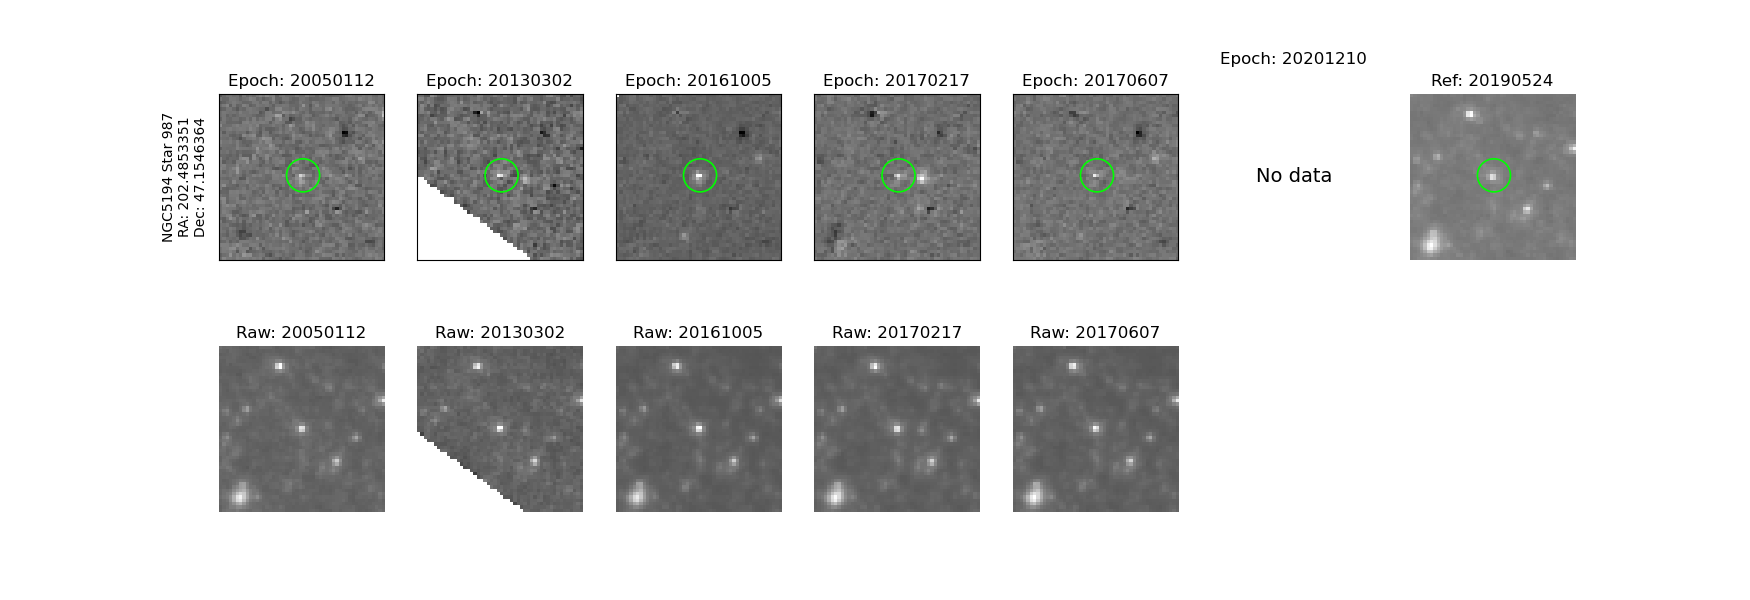 NGC5194 Star 987
RA: 202.4853351
Dec: 47.1546364
Epoch: 20050112
Epoch: 20130302
Epoch: 20161005
Epoch: 20170217
Epoch: 20170607
Epoch: 20201210
Ref: 20190524
No data
Raw: 20050112
Raw: 20130302
Raw: 20161005
Raw: 20170217
Raw: 20170607